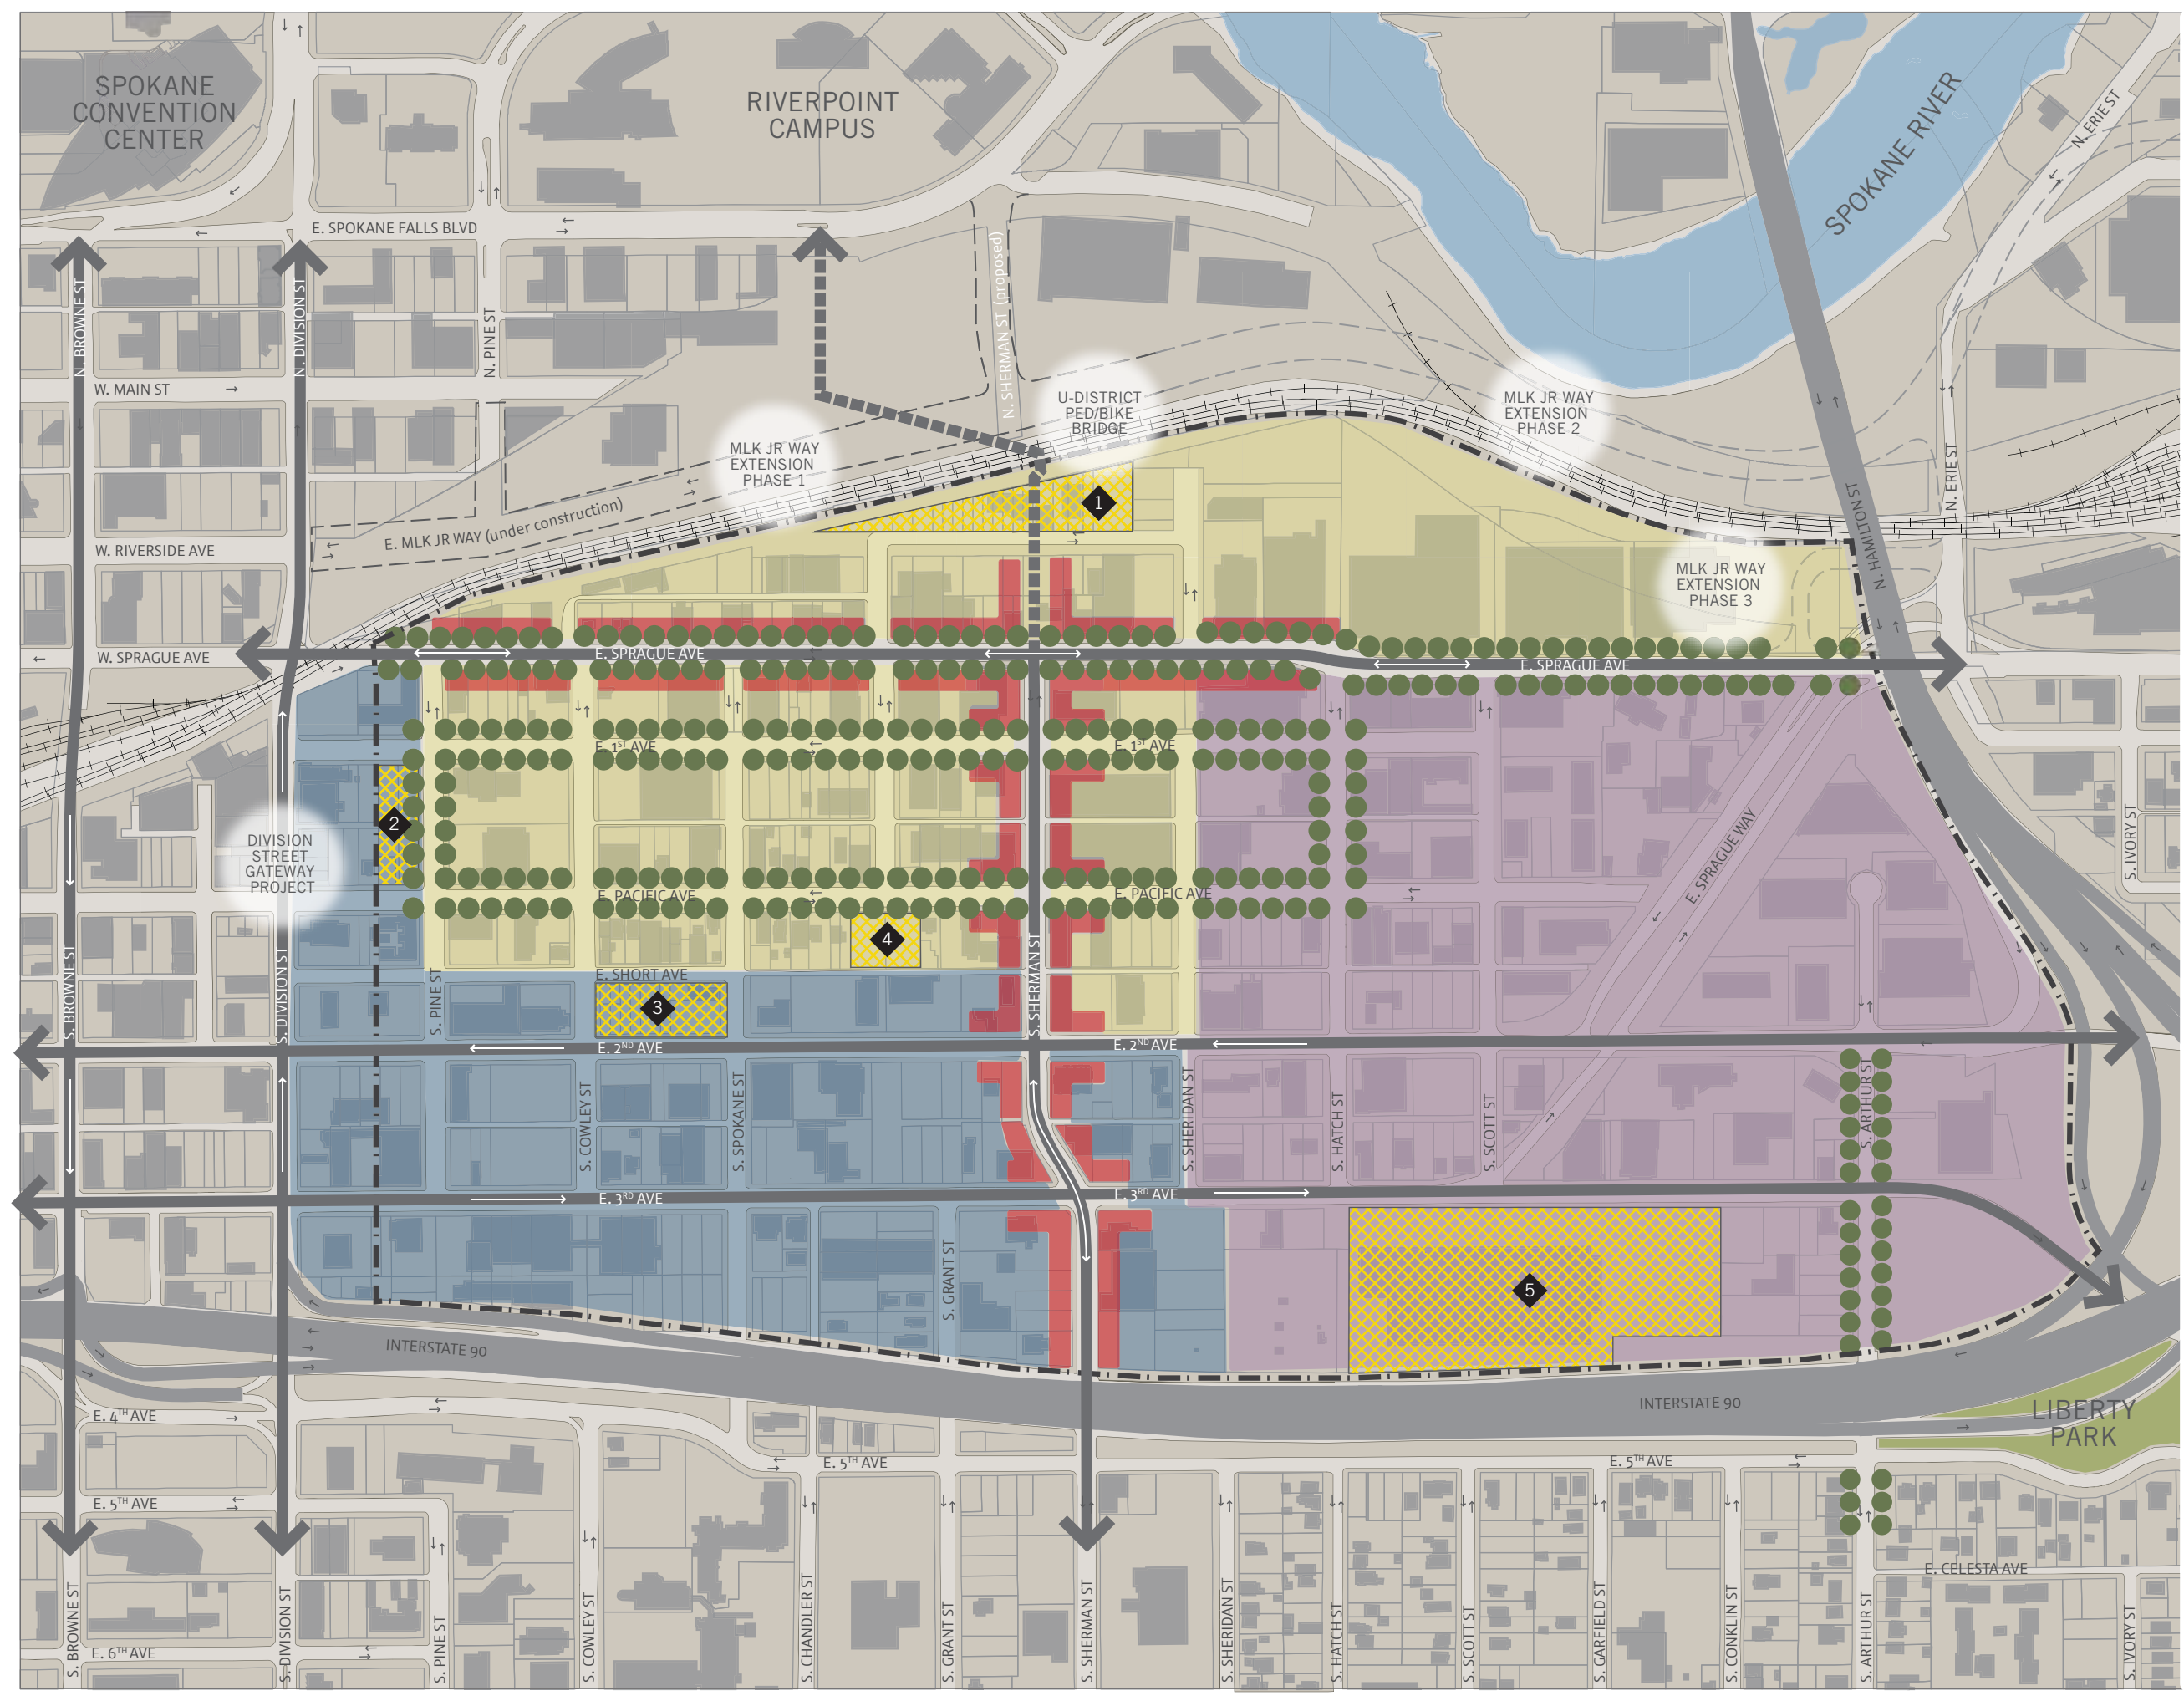 SPOKANE
CONVENTION
CENTER
RIVERPOINT
CAMPUS
SPOKANE RIVER
N. ERIE ST
E. SPOKANE FALLS BLVD
N. BROWNE ST
N. DIVISION ST
N. PINE ST
N. SHERMAN ST (proposed)
W. MAIN ST
U-DISTRICT
PED/BIKE
BRIDGE
MLK JR WAY
EXTENSION
PHASE 2
MLK JR WAY
EXTENSION
PHASE 1
N. ERIE ST
N. HAMILTON ST
1
E. MLK JR WAY (under construction)
W. RIVERSIDE AVE
MLK JR WAY
EXTENSION
PHASE 3
W. SPRAGUE AVE
E. SPRAGUE AVE
E. SPRAGUE AVE
E. 1ST AVE
E. 1ST AVE
2
DIVISION
STREET
GATEWAY
PROJECT
E. SPRAGUE WAY
S. IVORY ST
E. PACIFIC AVE
E. PACIFIC AVE
4
S. BROWNE ST
S. DIVISION ST
S. PINE ST
E. SHORT AVE
3
S. SHERMAN ST
E. 2ND AVE
E. 2ND AVE
S. COWLEY ST
S. SPOKANE ST
S. SHERIDAN ST
S. HATCH ST
S. SCOTT ST
S. ARTHUR ST
E. 3RD AVE
E. 3RD AVE
S. GRANT ST
5
INTERSTATE 90
INTERSTATE 90
LIBERTY
PARK
E. 4TH AVE
E. 5TH AVE
E. 5TH AVE
E. 5TH AVE
E. CELESTA AVE
E. 6TH AVE
S. BROWNE ST
S. DIVISION ST
S. PINE ST
S. COWLEY ST
S. CHANDLER ST
S. GRANT ST
S. SHERMAN ST
S. SHERIDAN ST
S. HATCH ST
S. SCOTT ST
S. GARFIELD ST
S. CONKLIN ST
S. ARTHUR ST
S. IVORY ST